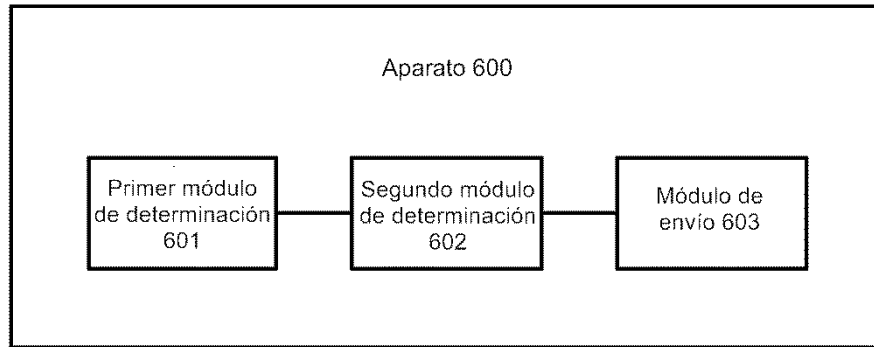 Aparato 600
Primer módulo
de determinación
601
Segundo módulo
de determinación
602
Módulo de
envío 603